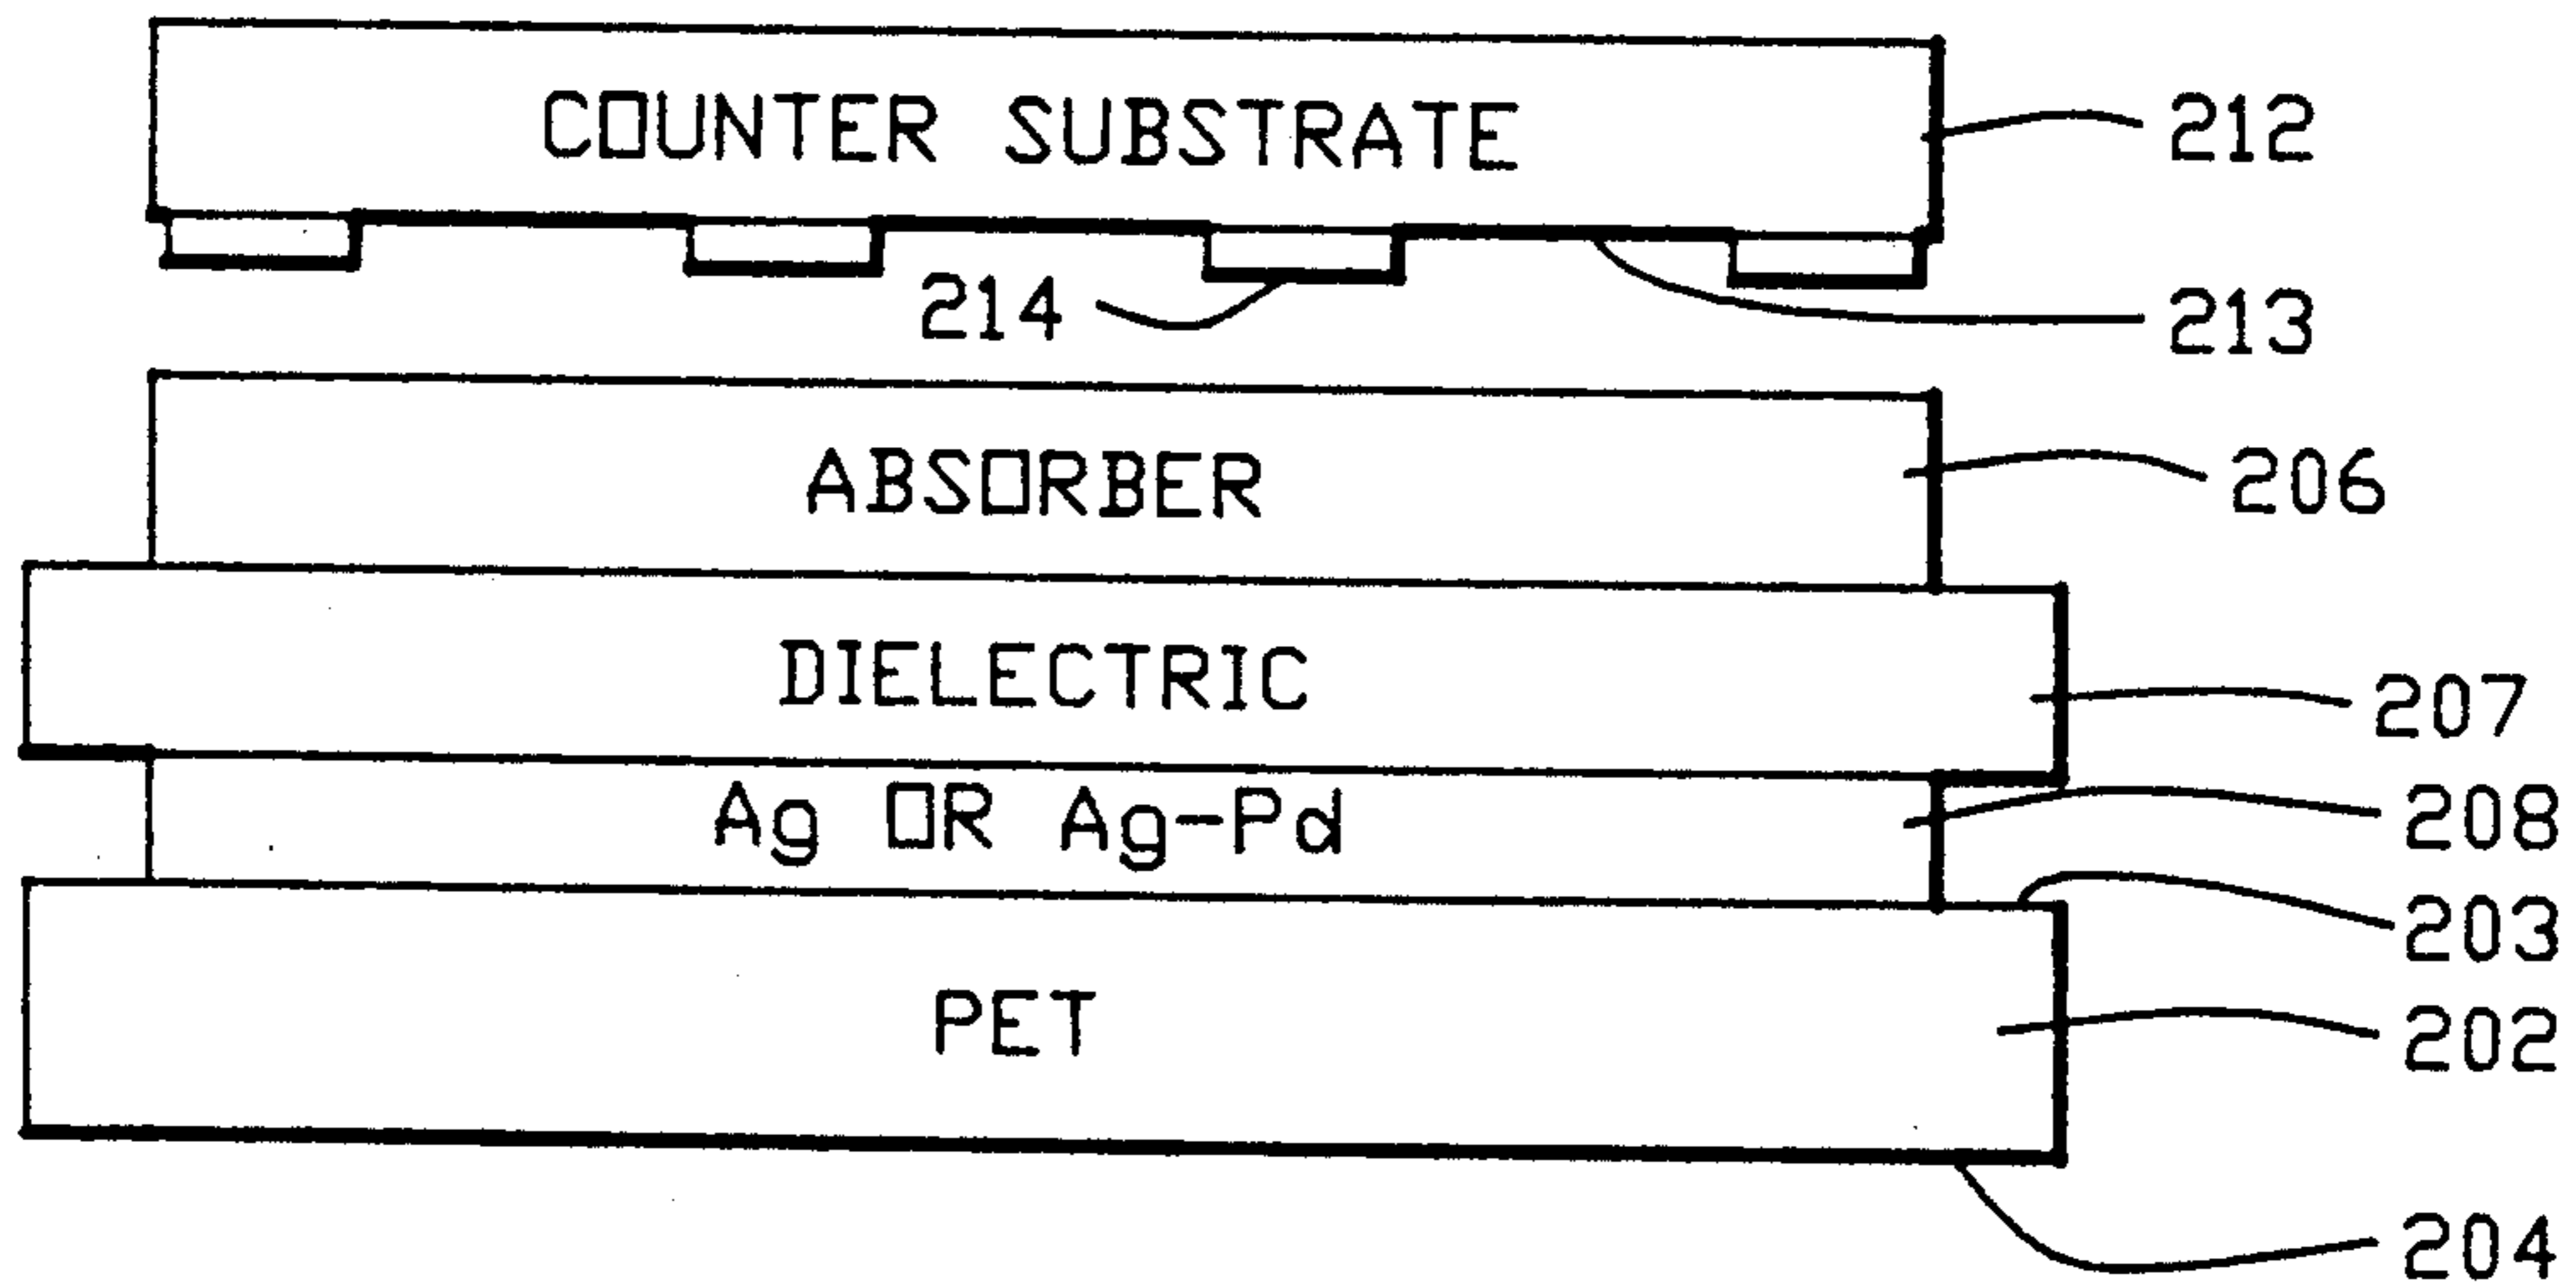 COUNTER SUBSTRATE
212
214
213
ABSORBER
206
DIELECTRIC
207
Ag OR Ag-Pd
208
203
PET
202
204